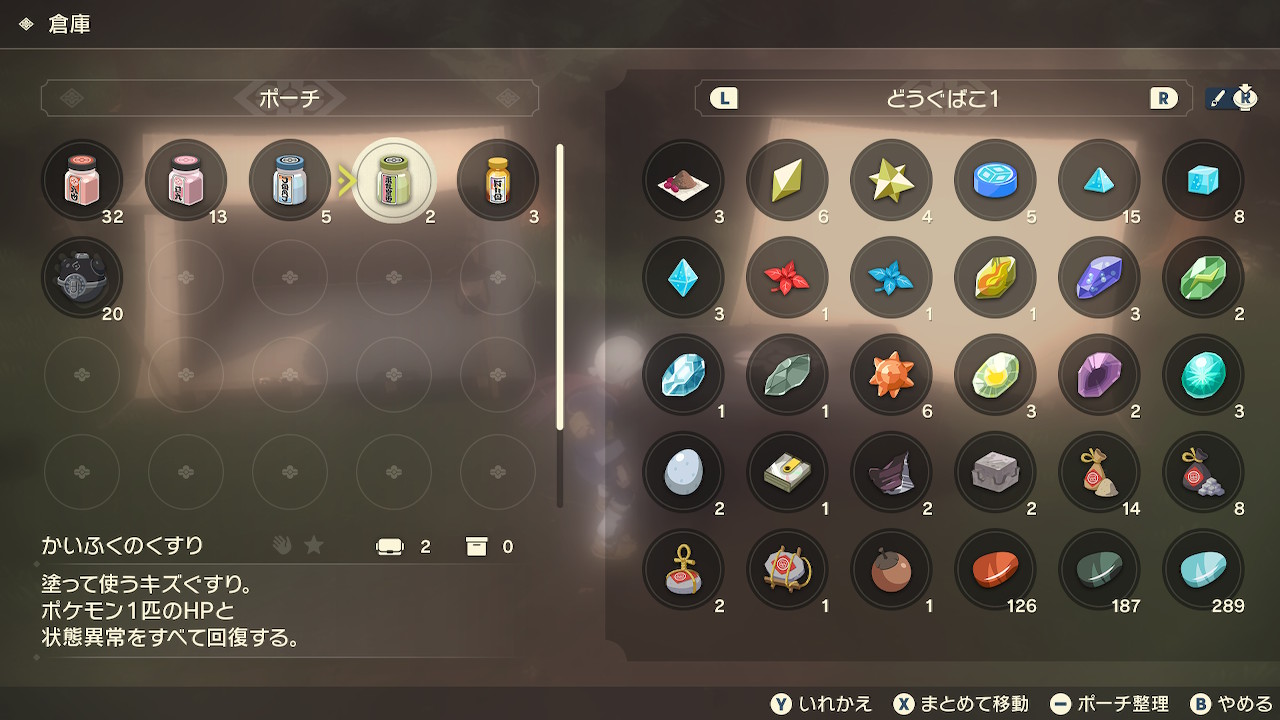 倉庫
ポーチ
32
13
5
2
3
20
かいふくのくすり
2
0
塗って使うキズぐすり。
ポケモン1匹のHPと
状態異常をすべて回復する。
L
どうぐばこ1
R
R
3
6
4
5
15
8
3
1
1
1
3
2
1
1
6
3
2
3
2
1
2
2
14
8
2
1
1
126
187
289
Y いれかえ
X まとめて移動
ポーチ整理
B やめる